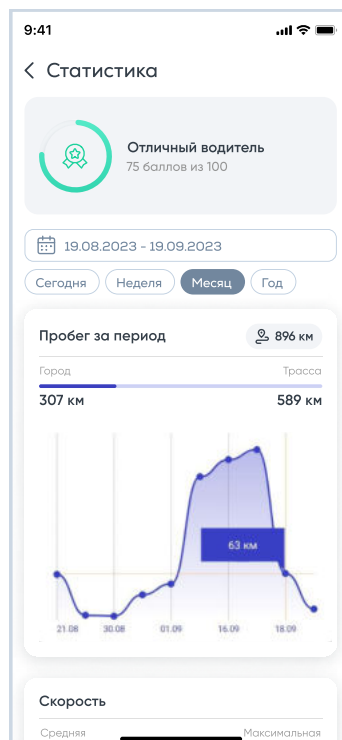 9:41
Статистика
Отличный водитель
75 баллов из 100
19.08.2023 - 19.09.2023
Сегодня Неделя Месяц Год
Пробег за период 896 км
Город Трасса
307 км 589 км
63 км
21.08 30.08 01.09 16.09 18.09
Скорость
Средняя Максимальная